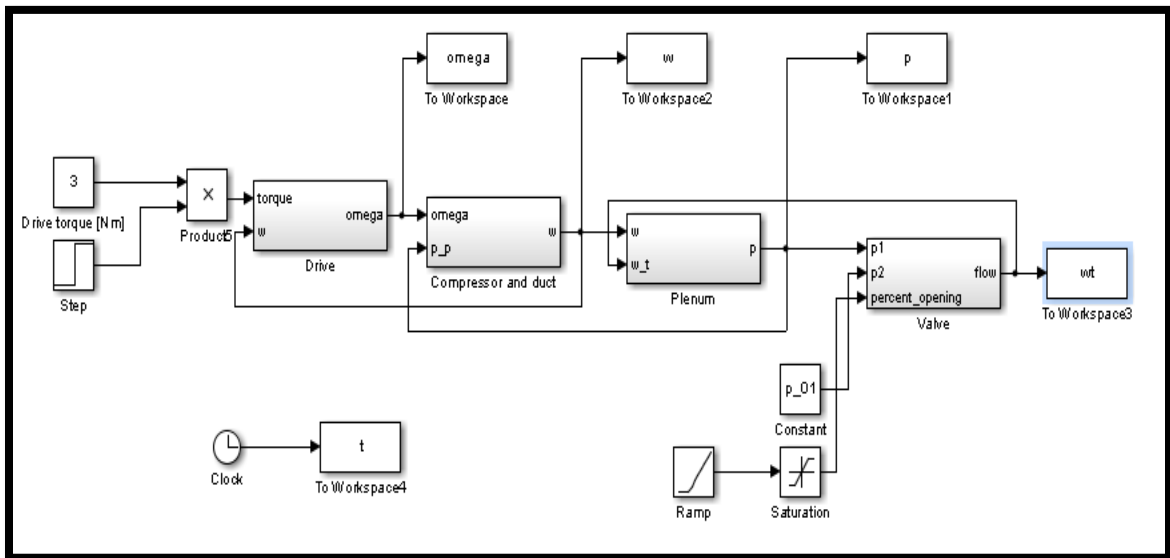 omega
To Workspace
w
To Workspace2
p
To Workspace1
3
Drive torque [Nm]
×
Product5
Step
torque
w
omega
Drive
omega
p_p
w
Compressor and duct
w
w_t
p
Plenum
p1
p2
percent_opening
flow
Valve
wt
To Workspace3
p_01
Constant
Clock
t
To Workspace4
Ramp
Saturation